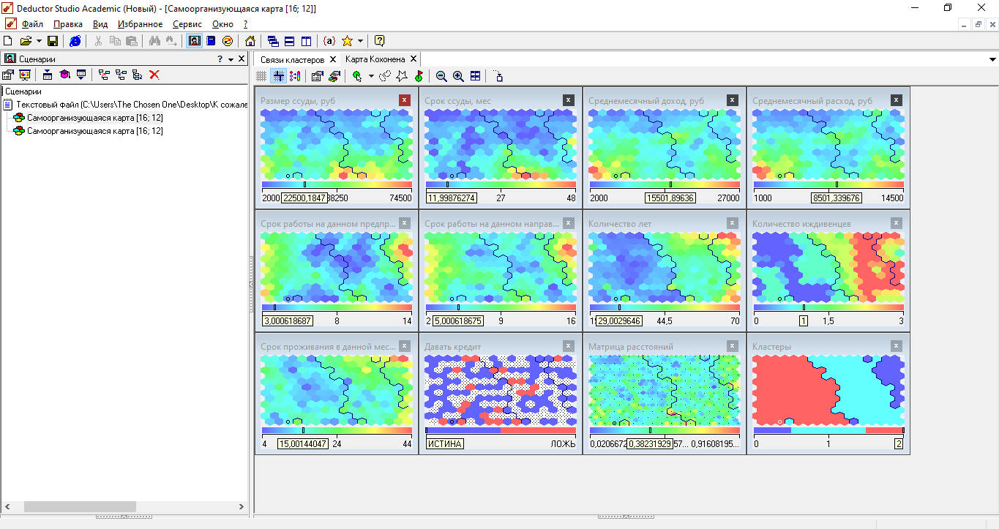 Deductor Studio Academic (Новый) - [Самоорганизующаяся карта [16; 12]]
Файл Правка Вид Избранное Сервис Окно ?
Сценарии ?
Связи кластеров Карта Кохонена
Сценарии
Текстовый файл (C:\Users\The Chosen One\Desktop\К сожале
Самоорганизующаяся карта [16; 12]
Самоорганизующаяся карта [16; 12]
Размер ссуды, руб
2000 22500,1847 38250 74500
Срок ссуды, мес
11,99876274 27 48
Среднемесячный доход, руб
2000 15501,89636 27000
Среднемесячный расход, руб
1000 8501,339676 14500
Срок работы на данном предпр...
3,000618687 8 14
Срок работы на данном направ...
2 5,000618675 9 16
Количество лет
29,0029646 44,5 70
Количество иждивенцев
0 1 1,5 3
Срок проживания в данной мес...
4 15,00144047 24 44
Давать кредит
ИСТИНА ЛОЖЬ
Матрица расстояний
0,0206672 0,38231929 57... 0,91608195...
Кластеры
0 1 2